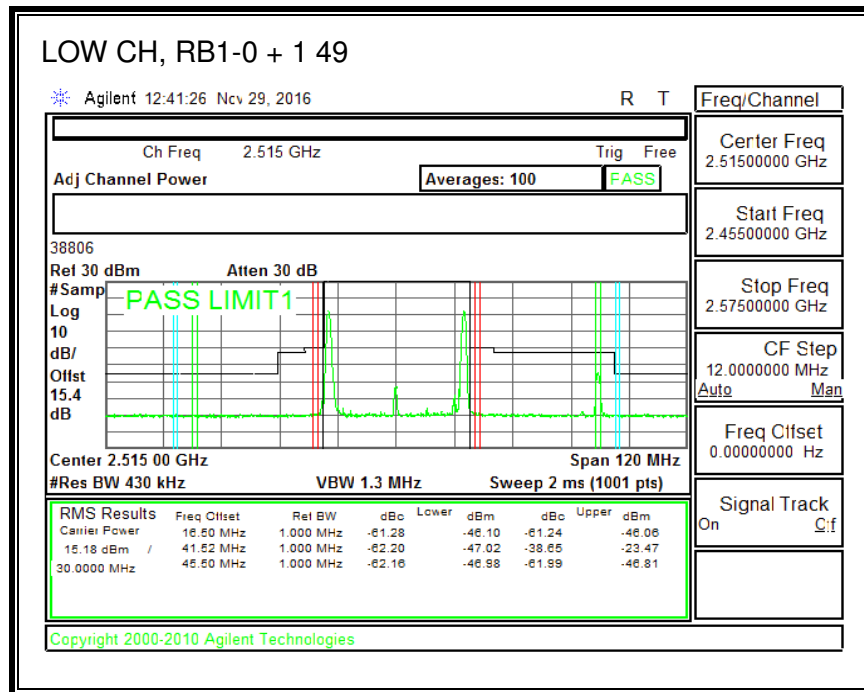 LOW CH, RB1-0 + 1 49
Agilent 12:41:26 Nov 29, 2016 R T
Freq/Channel
Ch Freq 2.515 GHz Trig Free
Adj Channel Power Averages: 100 PASS
38806
Ref 30 dBm Atten 30 dB
#Samp
Log
10
dB/
Offst
15.4
dB
PASS LIMIT1
Center 2.515 00 GHz Span 120 MHz
#Res BW 430 kHz VBW 1.3 MHz Sweep 2 ms (1001 pts)
RMS Results Freq Offset Ref BW dBc Lower dBm dBc Upper dBm
Carrier Power 16.50 MHz 1.000 MHz -61.28 -46.10 -61.24 -46.06
15.18 dBm / 41.52 MHz 1.000 MHz -62.20 -47.02 -38.65 -23.47
30.0000 MHz 45.50 MHz 1.000 MHz -62.16 -46.98 -61.99 -46.81
Center Freq
2.51500000 GHz
Start Freq
2.45500000 GHz
Stop Freq
2.57500000 GHz
CF Step
12.0000000 MHz
Auto Man
Freq Offset
0.00000000 Hz
Signal Track
On Off
Copyright 2000-2010 Agilent Technologies